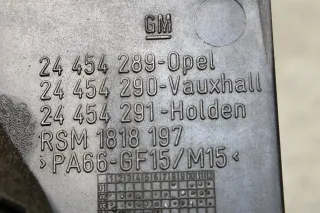 GM
24 454 289-Opel
24 454 290-Vauxhall
24 454 291-Holden
RSM 1818 197
>PA66-GF15/M15<